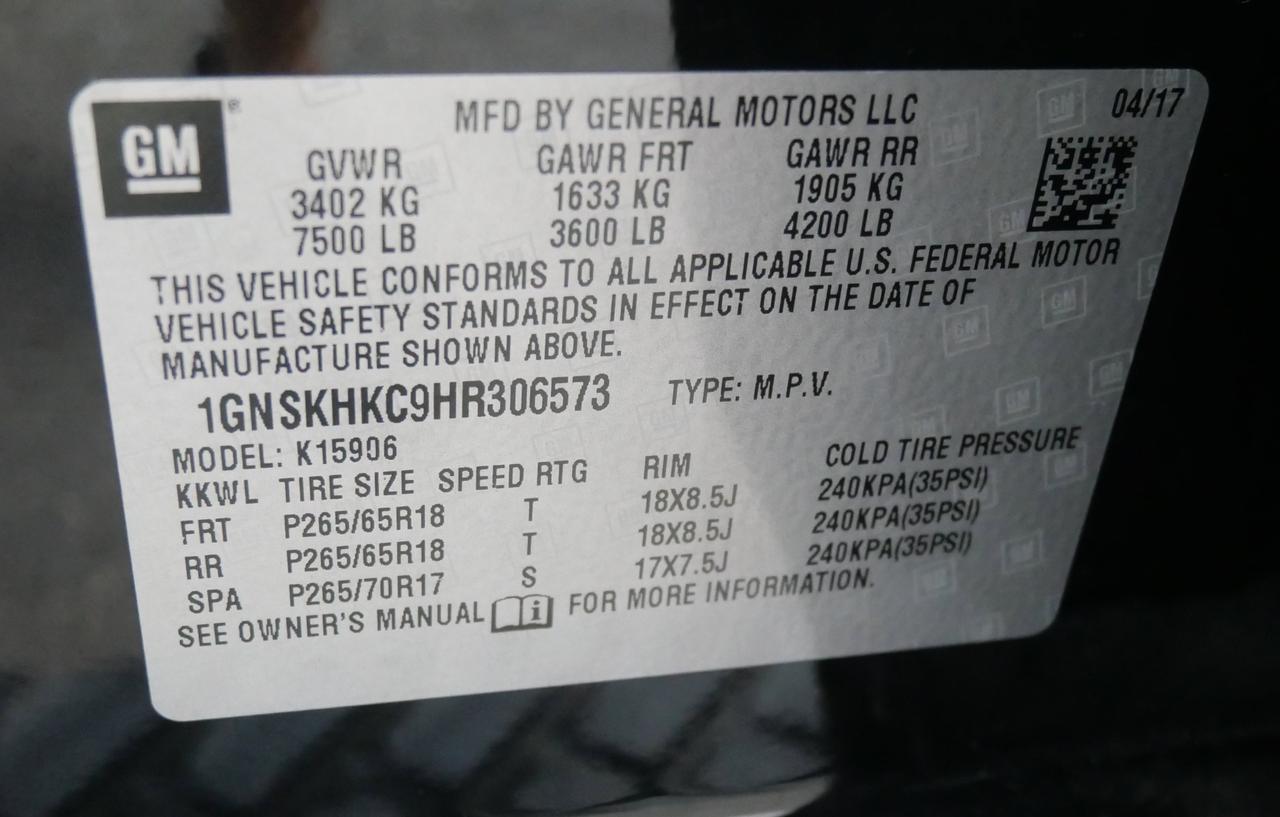 GM ®
MFD BY GENERAL MOTORS LLC 04/17
GVWR GAWR FRT GAWR RR
3402 KG 1633 KG 1905 KG
7500 LB 3600 LB 4200 LB
THIS VEHICLE CONFORMS TO ALL APPLICABLE U.S. FEDERAL MOTOR
VEHICLE SAFETY STANDARDS IN EFFECT ON THE DATE OF
MANUFACTURE SHOWN ABOVE.
1GNSKHKC9HR306573 TYPE: M.P.V.
MODEL: K15906
KKWL TIRE SIZE SPEED RTG RIM COLD TIRE PRESSURE
FRT P265/65R18 T 18X8.5J 240KPA(35PSI)
RR P265/65R18 T 18X8.5J 240KPA(35PSI)
SPA P265/70R17 S 17X7.5J 240KPA(35PSI)
SEE OWNER'S MANUAL i FOR MORE INFORMATION.